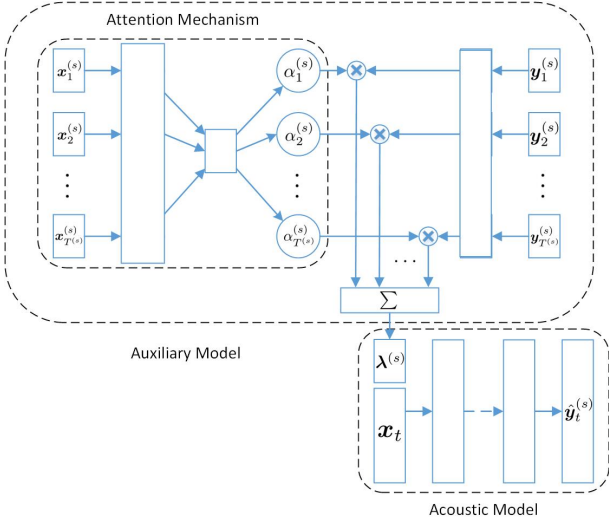 Attention Mechanism
x_1^{(s)} α_1^{(s)} y_1^{(s)}
x_2^{(s)} α_2^{(s)} y_2^{(s)}
⋮ ⋮ ⋮
x_{T^{(s)}}^{(s)} α_{T^{(s)}}^{(s)} y_{T^{(s)}}^{(s)}
...
∑
Auxiliary Model
λ^{(s)}
x_t ŷ_t^{(s)}
Acoustic Model